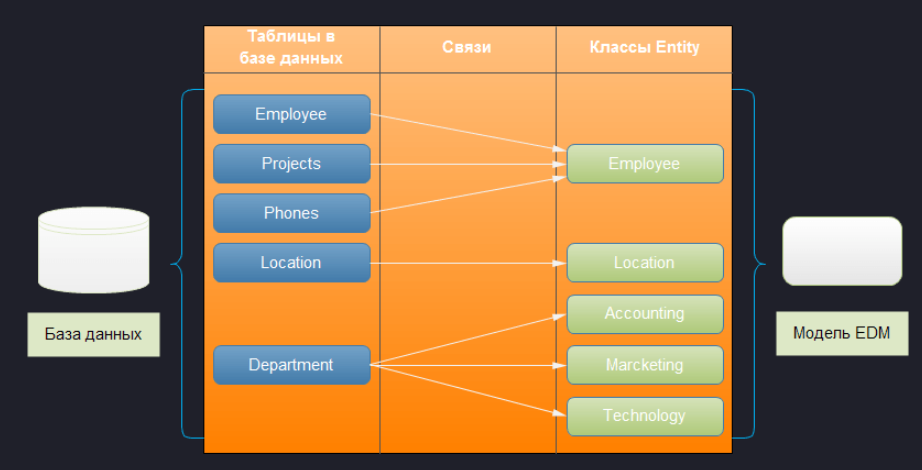 Таблицы в
базе данных
Связи
Классы Entity
Employee
Projects
Employee
Phones
Location
Location
Accounting
База данных
Модель EDM
Department
Marcketing
Technology